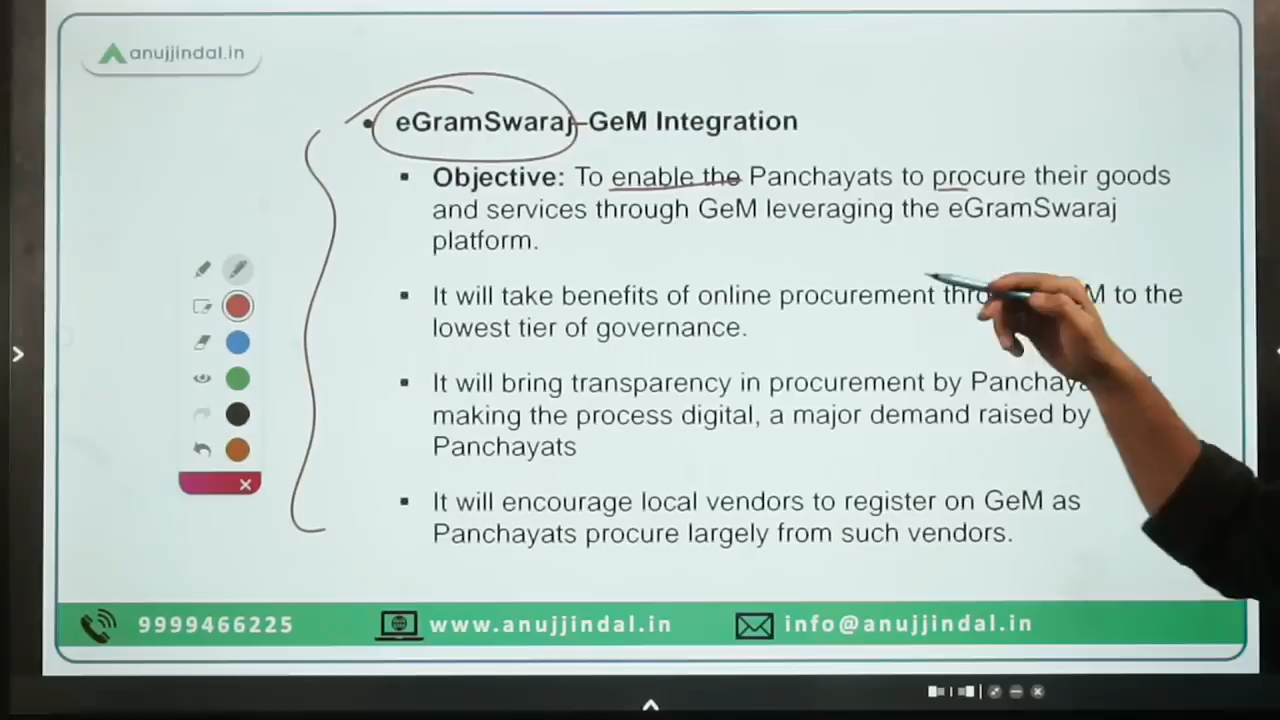 anujjindal.in
• eGramSwaraj–GeM Integration
▪ Objective: To enable the Panchayats to procure their goods
and services through GeM leveraging the eGramSwaraj
platform.
▪ It will take benefits of online procurement M to the
lowest tier of governance.
▪ It will bring transparency in procurement by
making the process digital, a major demand raised by
Panchayats
▪ It will encourage local vendors to register on GeM as
Panchayats procure largely from such vendors.
9999466225 www.anujjindal.in info@anujjindal.in